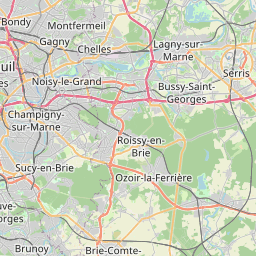 Bondy
Montfermeil
Gagny
Chelles
Lagny-sur-
Marne
Serris
Noisy-le-Grand
Bussy-Saint-
Georges
Champigny-
sur-Marne
Roissy-en-
Brie
Sucy-en-Brie
Ozoir-la-Ferrière
Brunoy
Brie-Comte-